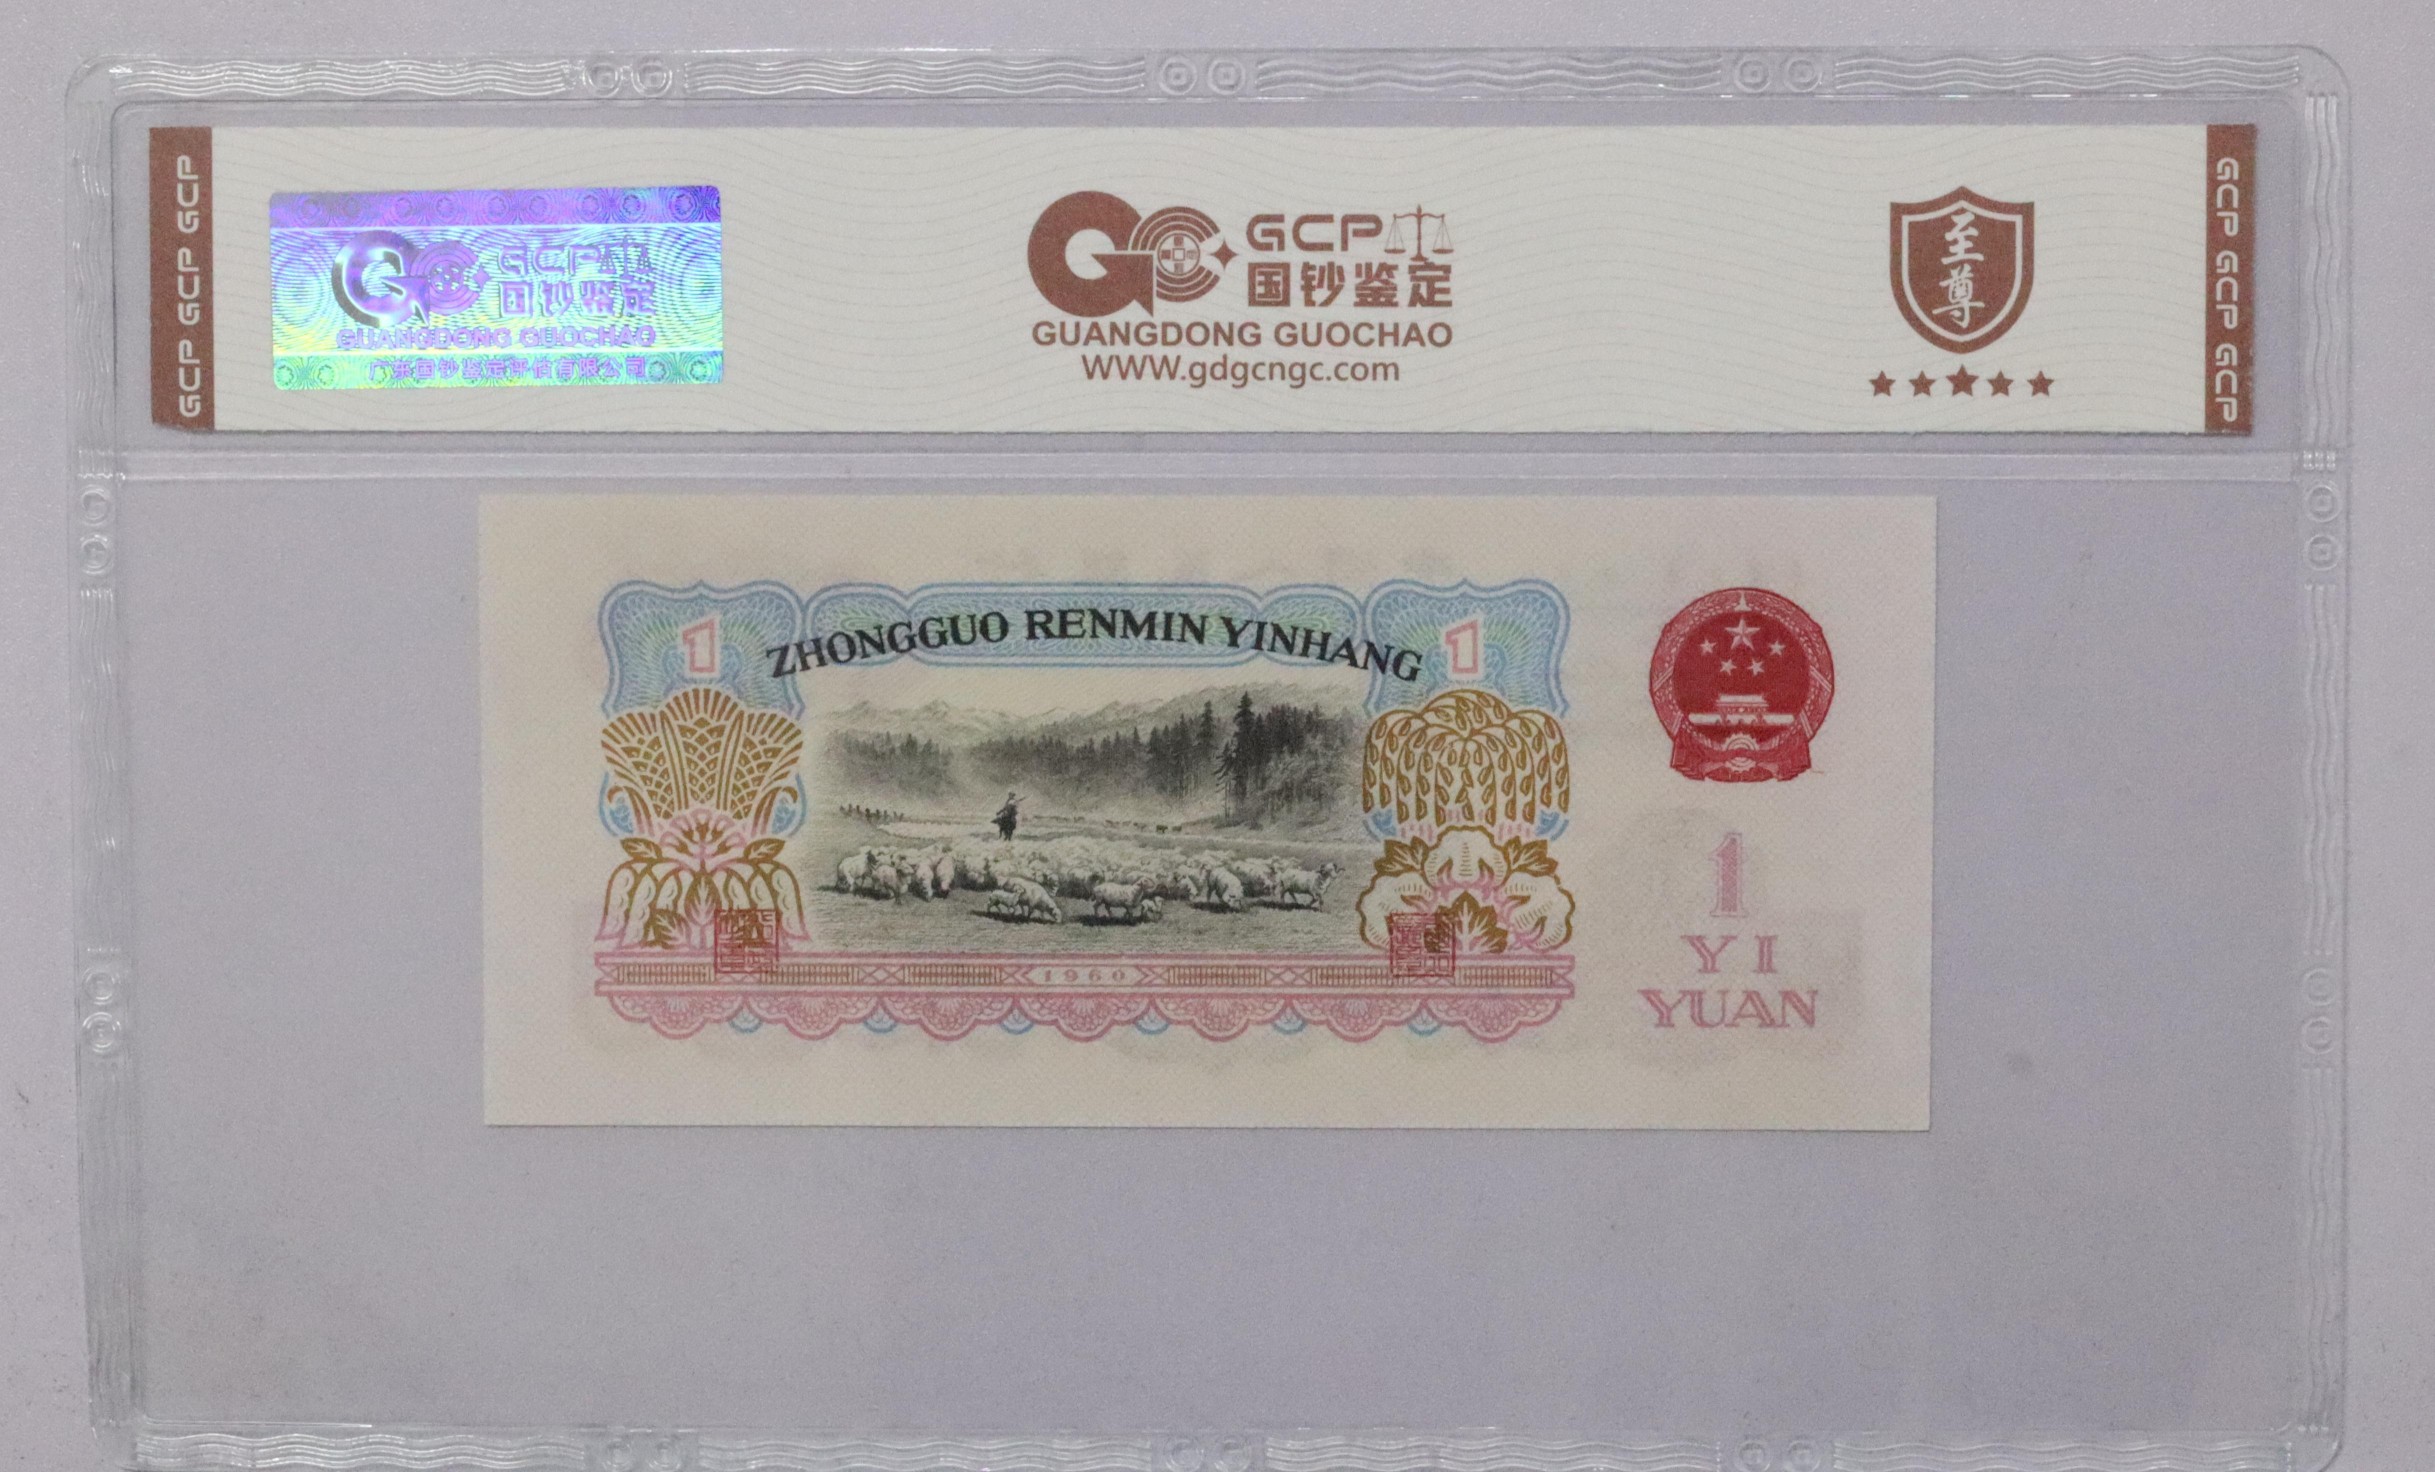 GCP GCP GCP
GCP
国钞鉴定
GUANGDONG GUOCHAO
广东国钞鉴定评估有限公司
GCP
国钞鉴定
GUANGDONG GUOCHAO
WWW.gdgcngc.com
至
尊
GCP GCP GCP
ZHONGGUO RENMIN YINHANG
1
1
1960
1
YI
YUAN